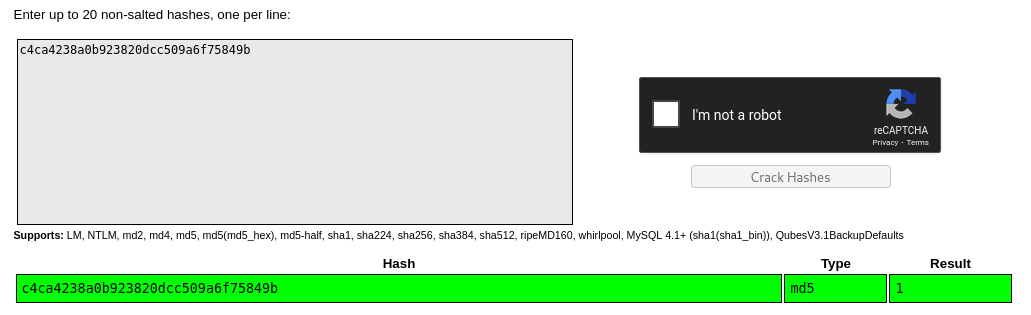 Enter up to 20 non-salted hashes, one per line:
c4ca4238a0b923820dcc509a6f75849b
I'm not a robot
reCAPTCHA
Privacy - Terms
Crack Hashes
Supports: LM, NTLM, md2, md4, md5, md5(md5_hex), md5-half, sha1, sha224, sha256, sha384, sha512, ripeMD160, whirlpool, MySQL 4.1+ (sha1(sha1_bin)), QubesV3.1BackupDefaults
Hash Type Result
c4ca4238a0b923820dcc509a6f75849b md5 1